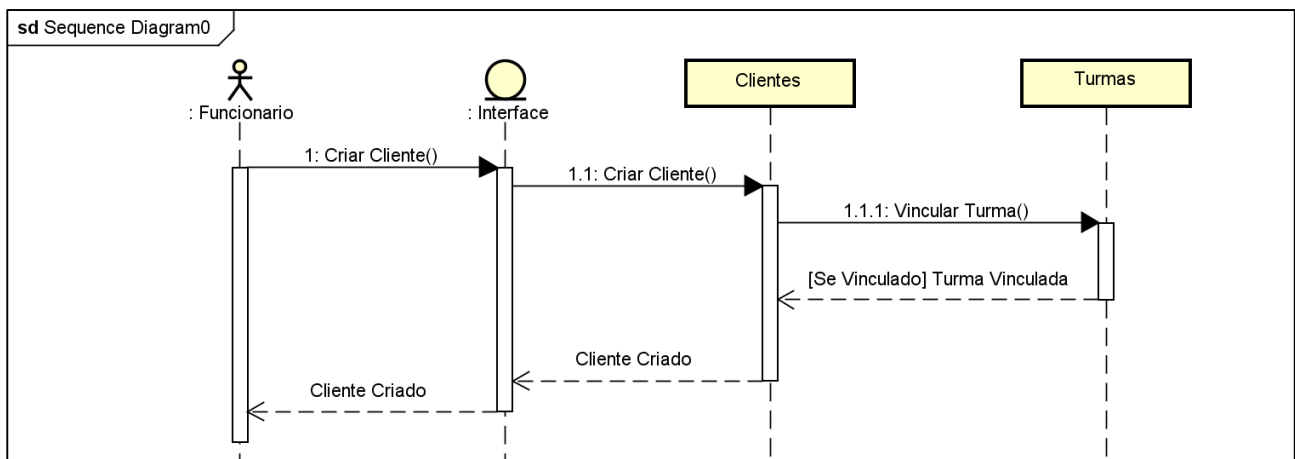 sd Sequence Diagram0
: Funcionario
: Interface
Clientes
Turmas
1: Criar Cliente()
1.1: Criar Cliente()
1.1.1: Vincular Turma()
[Se Vinculado] Turma Vinculada
Cliente Criado
Cliente Criado